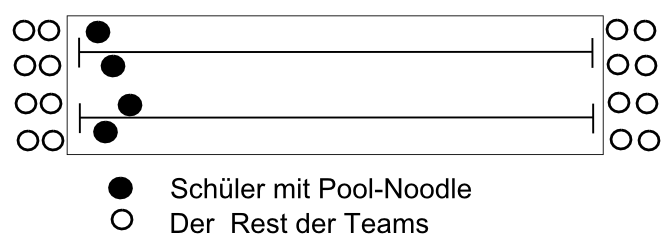 Schüler mit Pool-Noodle
Der Rest der Teams